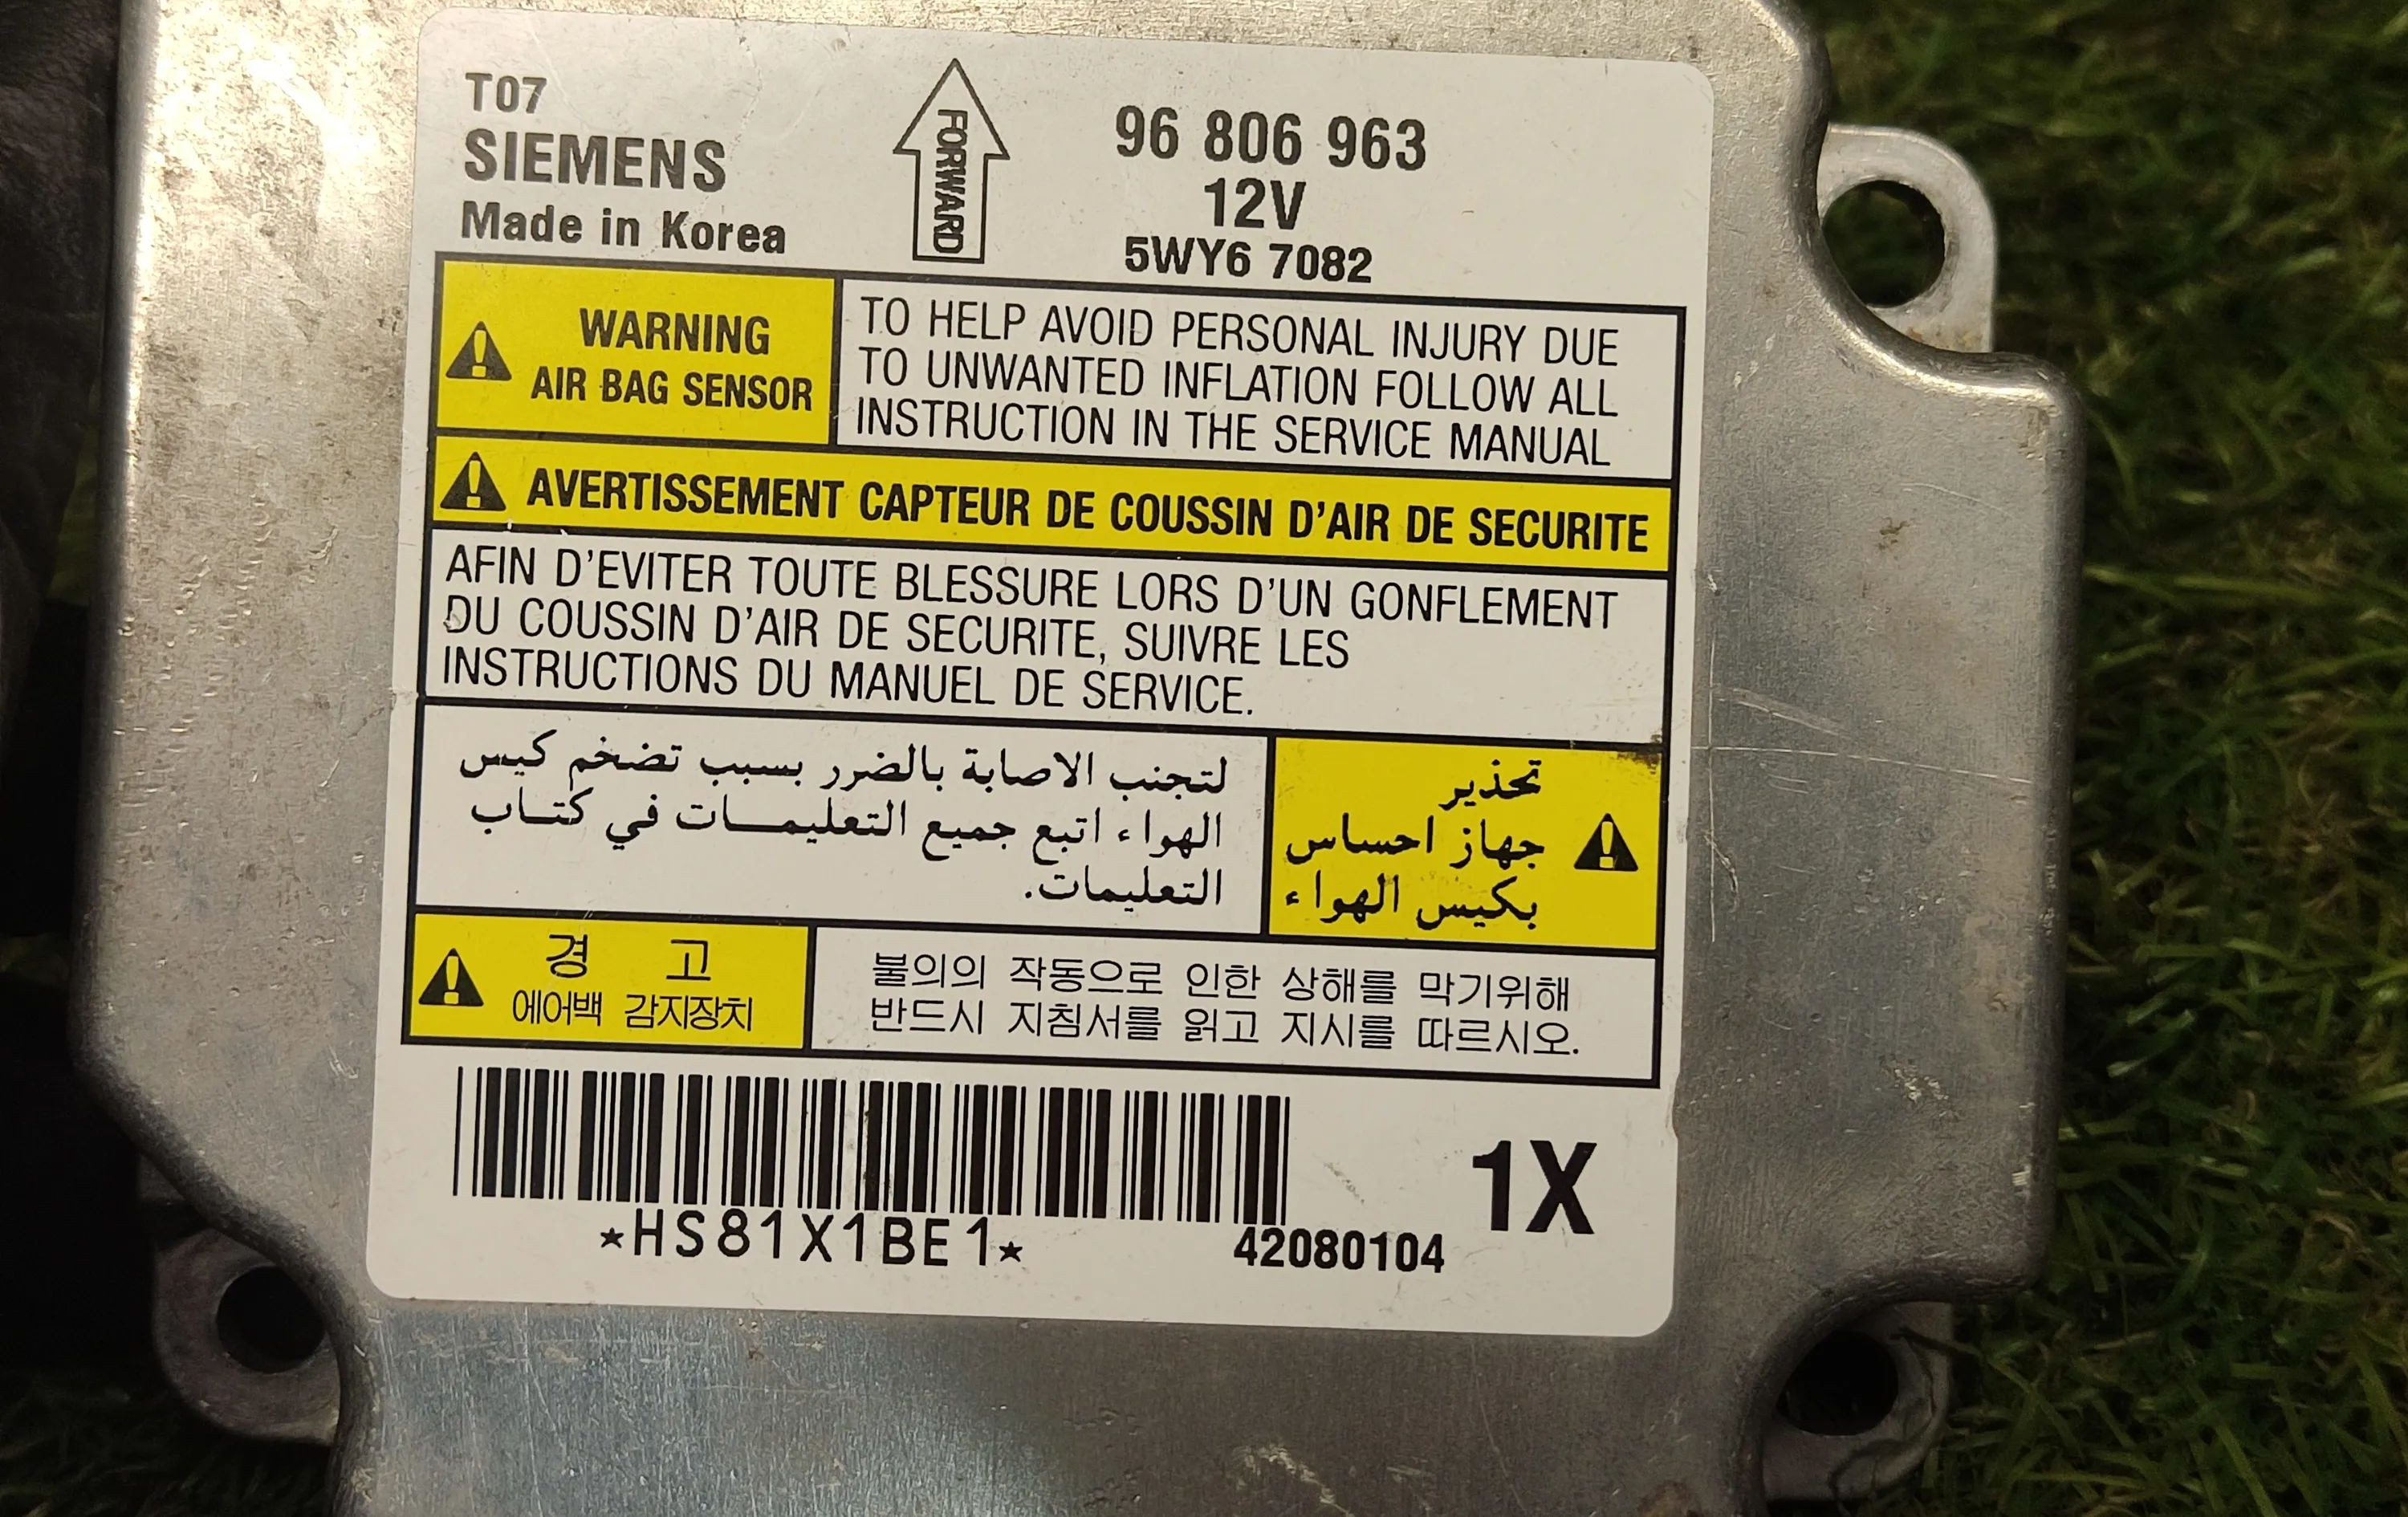 T07
SIEMENS
Made in Korea
FORWARD
96 806 963
12V
5WY6 7082
WARNING
AIR BAG SENSOR
TO HELP AVOID PERSONAL INJURY DUE
TO UNWANTED INFLATION FOLLOW ALL
INSTRUCTION IN THE SERVICE MANUAL
AVERTISSEMENT CAPTEUR DE COUSSIN D'AIR DE SECURITE
AFIN D'EVITER TOUTE BLESSURE LORS D'UN GONFLEMENT
DU COUSSIN D'AIR DE SECURITE, SUIVRE LES
INSTRUCTIONS DU MANUEL DE SERVICE.
تحذير
جهاز احساس
بكيس الهواء
لتجنب الاصابة بالضرر بسبب تضخم كيس
الهواء اتبع جميع التعليمــات في كتـاب
التعليمات.
경 고
에어백 감지장치
불의의 작동으로 인한 상해를 막기위해
반드시 지침서를 읽고 지시를 따르시오.
*HS81X1BE1*
42080104
1X